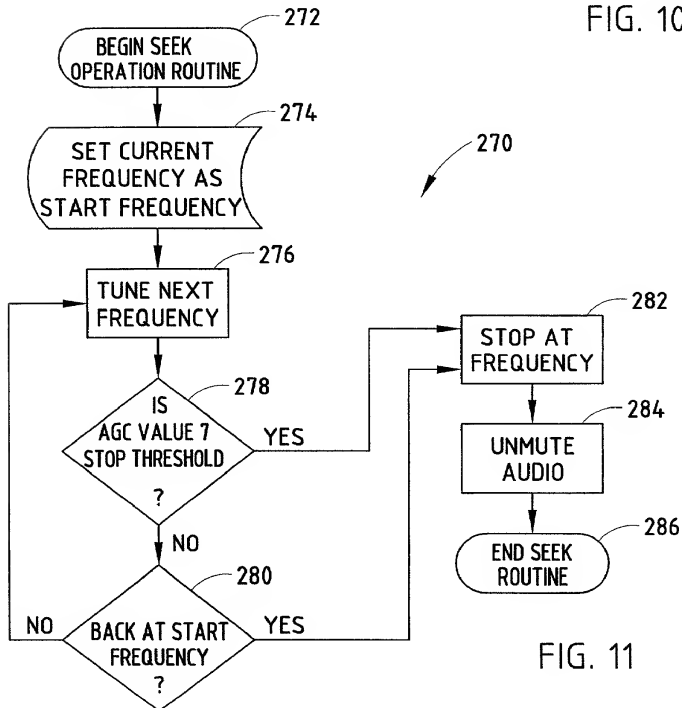 FIG. 10
272
BEGIN SEEK
OPERATION ROUTINE
274
SET CURRENT
FREQUENCY AS
START FREQUENCY
270
276
TUNE NEXT
FREQUENCY
278
IS
AGC VALUE 7
STOP THRESHOLD
?
YES
NO
280
BACK AT START
FREQUENCY
?
NO
YES
282
STOP AT
FREQUENCY
284
UNMUTE
AUDIO
286
END SEEK
ROUTINE
FIG. 11